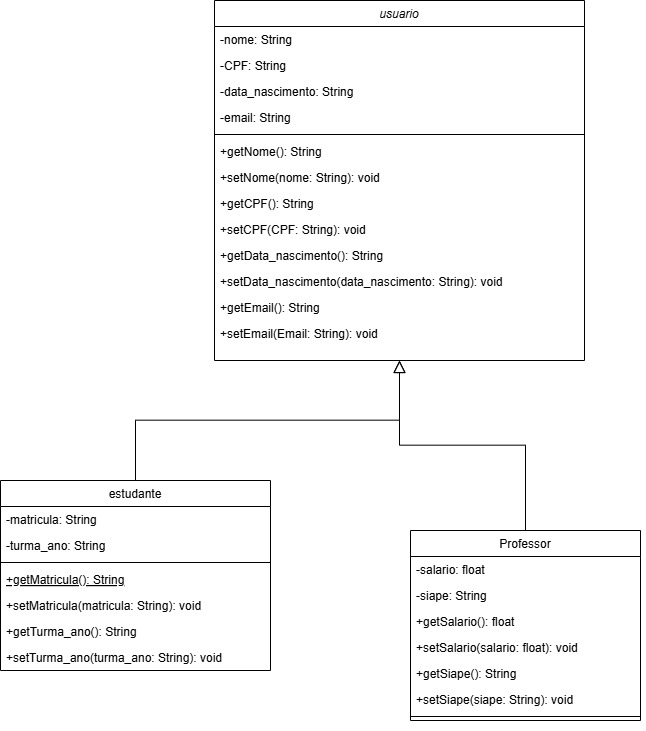 usuario
-nome: String
-CPF: String
-data_nascimento: String
-email: String
+getNome(): String
+setNome(nome: String): void
+getCPF(): String
+setCPF(CPF: String): void
+getData_nascimento(): String
+setData_nascimento(data_nascimento: String): void
+getEmail(): String
+setEmail(Email: String): void
estudante
-matricula: String
-turma_ano: String
+getMatricula(): String
+setMatricula(matricula: String): void
+getTurma_ano(): String
+setTurma_ano(turma_ano: String): void
Professor
-salario: float
-siape: String
+getSalario(): float
+setSalario(salario: float): void
+getSiape(): String
+setSiape(siape: String): void